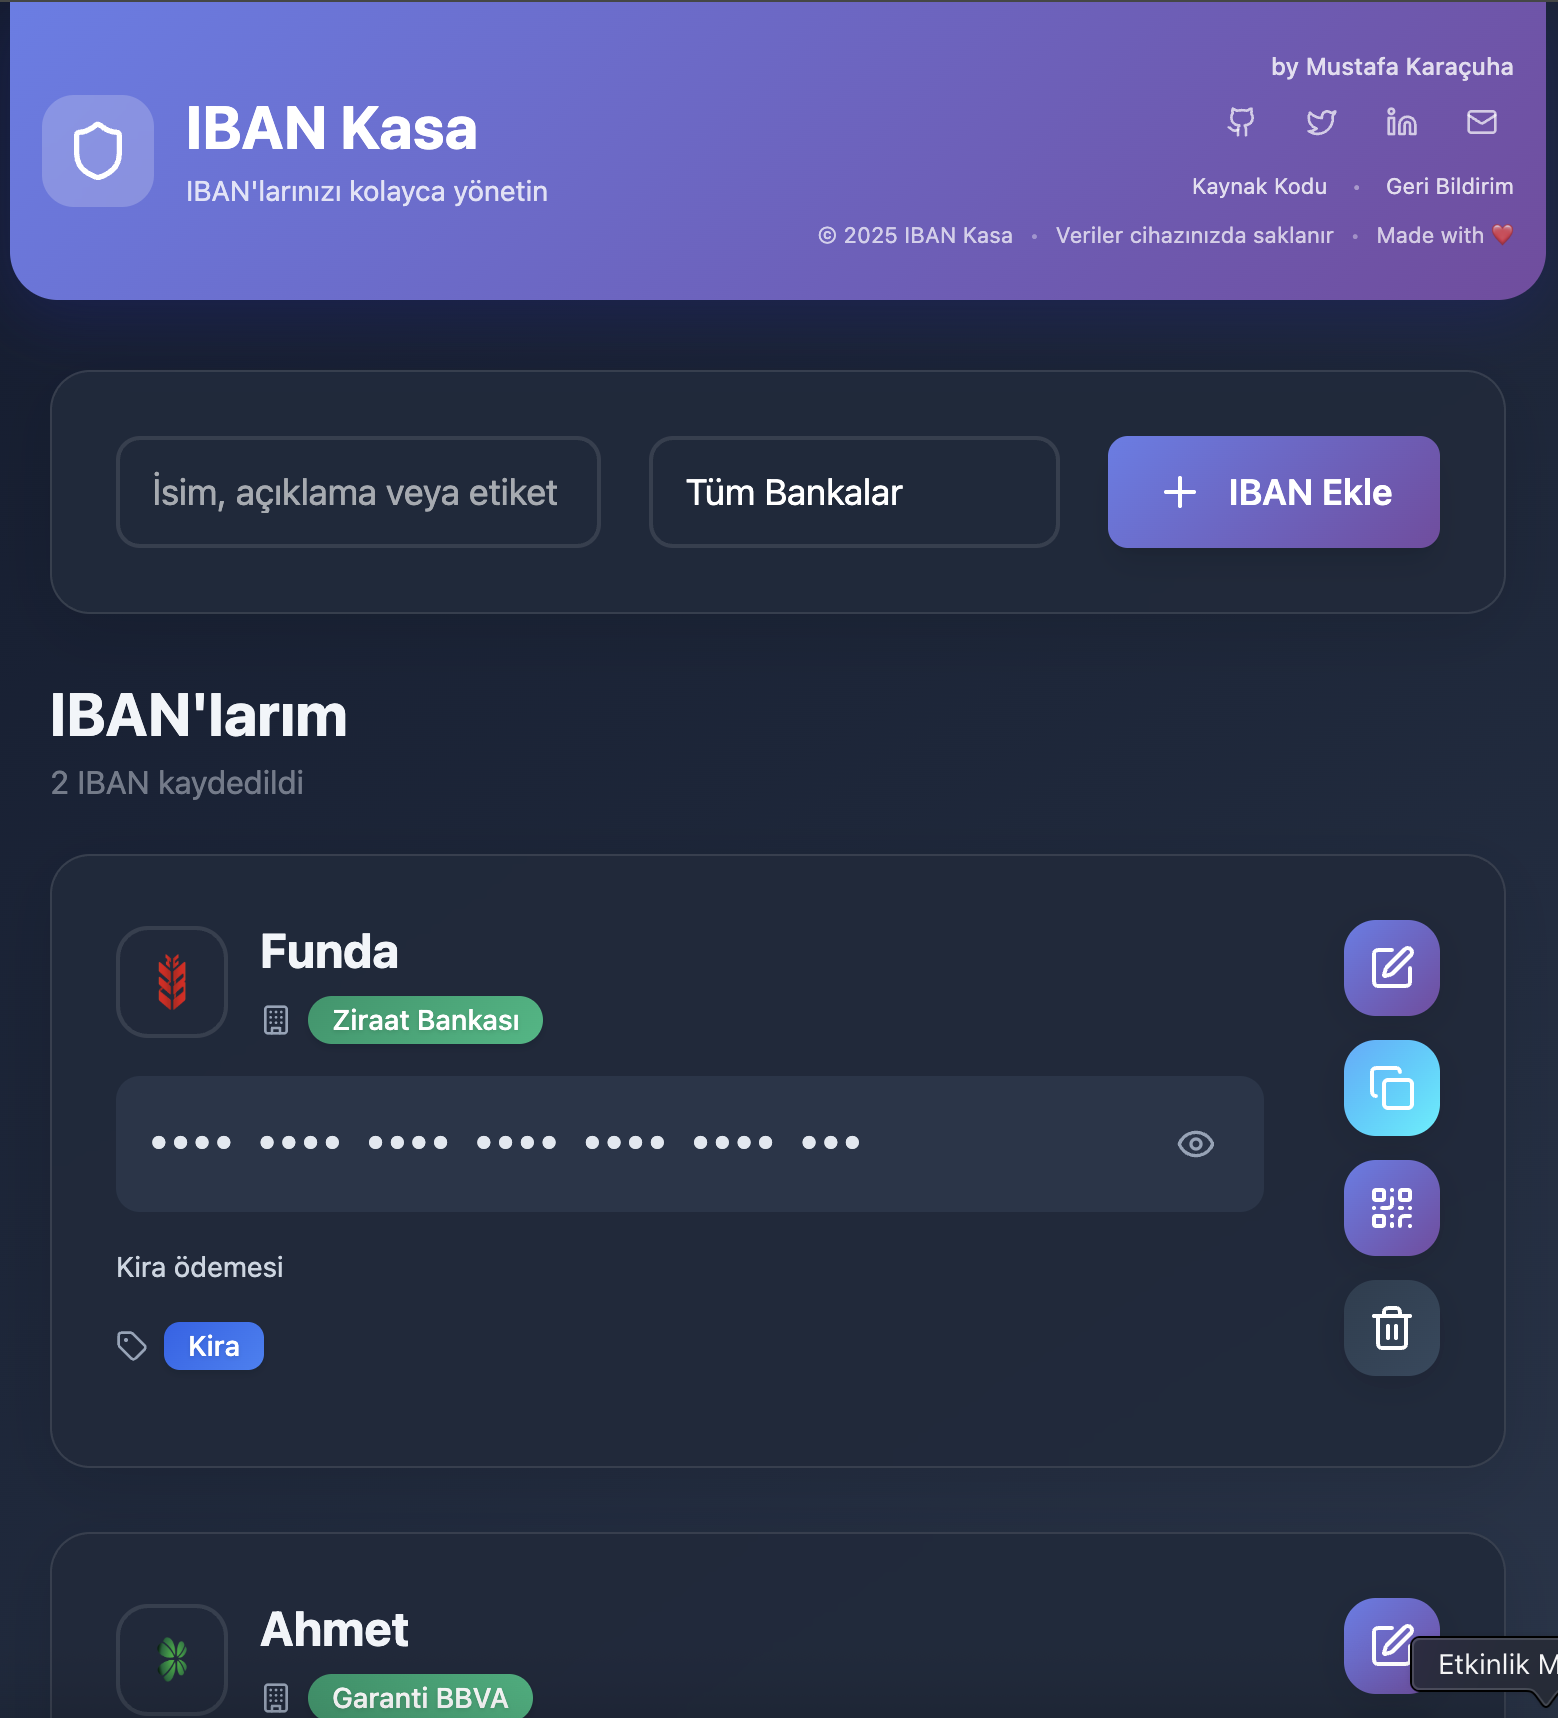 by Mustafa Karaçuha
IBAN Kasa
IBAN'larınızı kolayca yönetin
Kaynak Kodu • Geri Bildirim
© 2025 IBAN Kasa • Veriler cihazınızda saklanır • Made with ❤️
İsim, açıklama veya etiket
Tüm Bankalar
IBAN Ekle
IBAN'larım
2 IBAN kaydedildi
Funda
Ziraat Bankası
•••• •••• •••• •••• •••• •••• •••
Kira ödemesi
Kira
Ahmet
Etkinlik M
Garanti BBVA